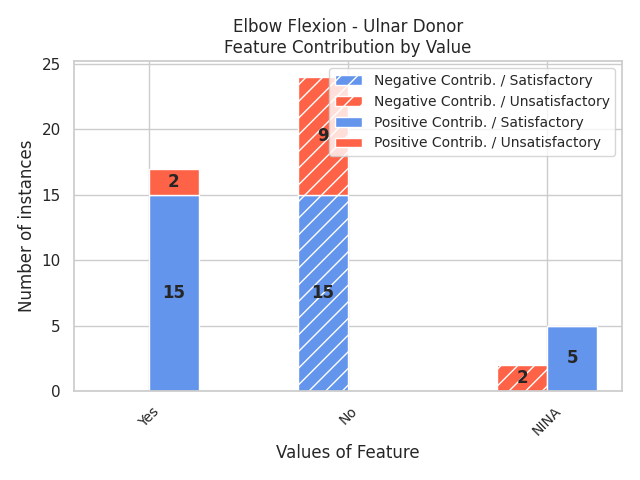 Elbow Flexion - Ulnar Donor
Feature Contribution by Value
Negative Contrib. / Satisfactory
Negative Contrib. / Unsatisfactory
Positive Contrib. / Satisfactory
Positive Contrib. / Unsatisfactory
Number of instances
25
20
15
10
5
0
2
15
9
15
2
5
Yes
No
NINA
Values of Feature